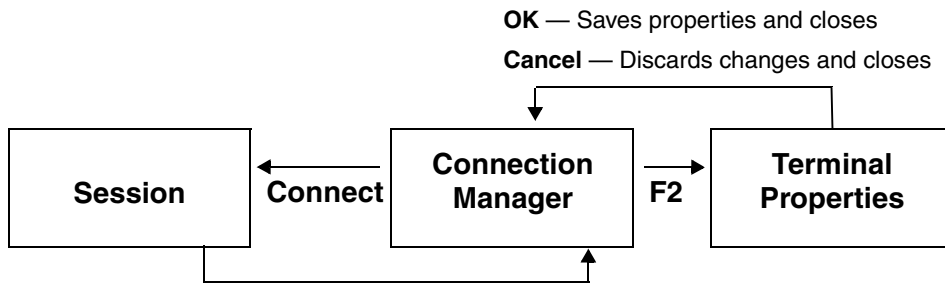 OK — Saves properties and closes
Cancel — Discards changes and closes
Session
Connect
Connection
Manager
F2
Terminal
Properties